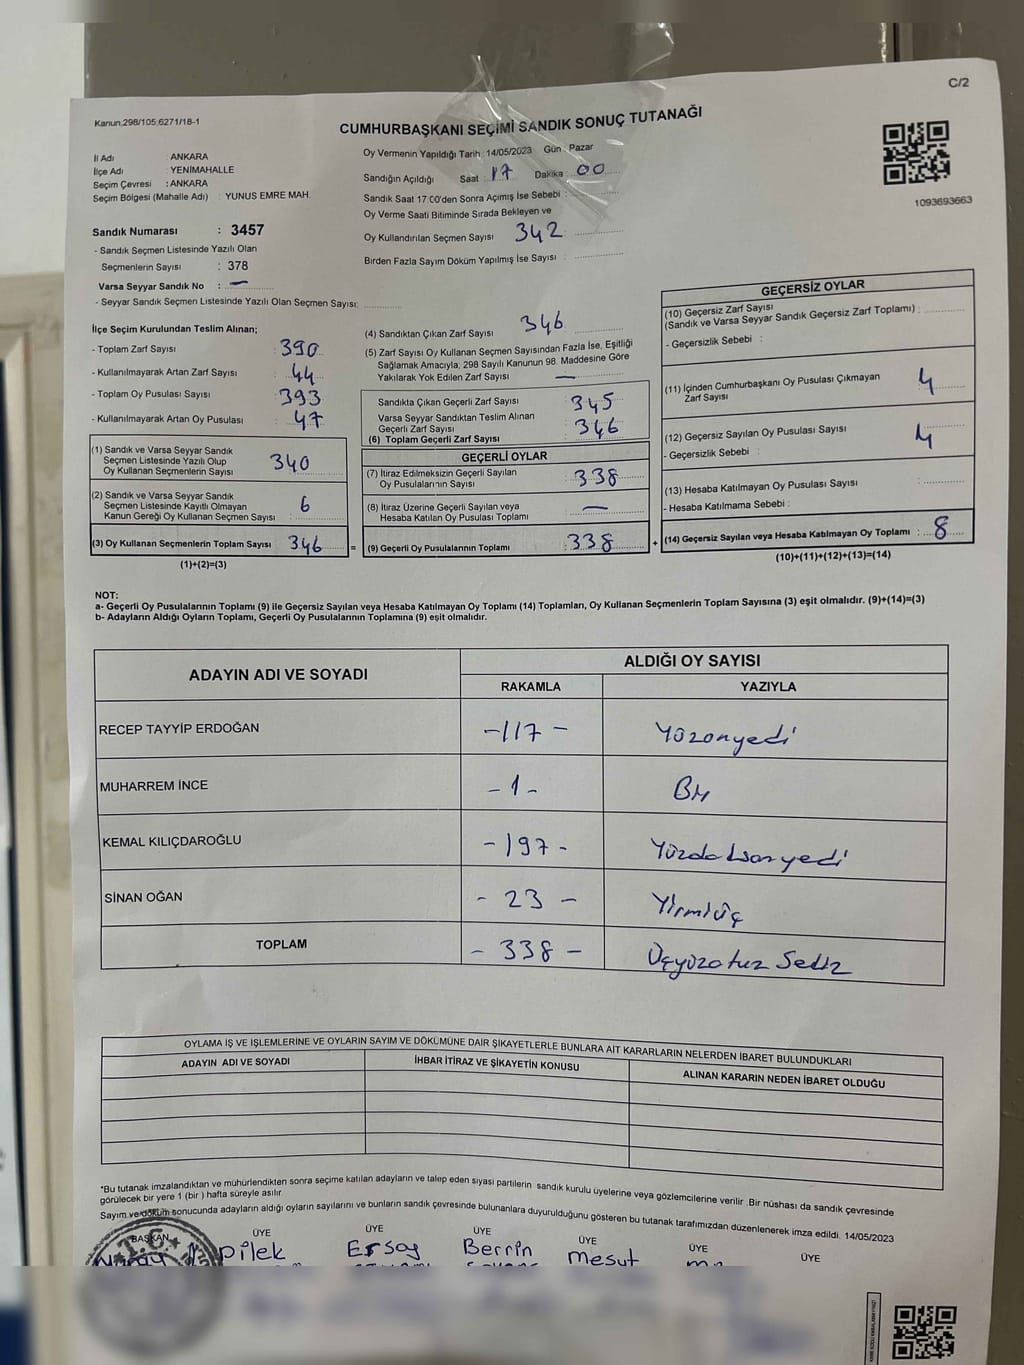 C/2
Kanun 298/105,6271/18-1
CUMHURBAŞKANI SEÇİMİ SANDIK SONUÇ TUTANAĞI
1093693663
İl Adı : ANKARA
İlçe Adı : YENİMAHALLE
Seçim Çevresi : ANKARA
Seçim Bölgesi (Mahalle Adı) : YUNUS EMRE MAH.
Sandık Numarası : 3457
- Sandık Seçmen Listesinde Yazılı Olan
Seçmenlerin Sayısı : 378
Varsa Seyyar Sandık No : —
- Seyyar Sandık Seçmen Listesinde Yazılı Olan Seçmen Sayısı:
Oy Vermenin Yapıldığı Tarih : 14/05/2023 Gün : Pazar
Sandığın Açıldığı Saat : 17 Dakika : 00
Sandık Saat 17:00'den Sonra Açımış İse Sebebi :
Oy Verme Saati Bitiminde Sırada Bekleyen ve
Oy Kullandırılan Seçmen Sayısı 342
Birden Fazla Sayım Döküm Yapılmış İse Sayısı :
İlçe Seçim Kurulundan Teslim Alınan;
- Toplam Zarf Sayısı : 390
- Kullanılmayarak Artan Zarf Sayısı : 44
- Toplam Oy Pusulası Sayısı : 393
- Kullanılmayarak Artan Oy Pusulası : 47
(1) Sandık ve Varsa Seyyar Sandık
Seçmen Listesinde Yazılı Olup
Oy Kullanan Seçmenlerin Sayısı 340
(2) Sandık ve Varsa Seyyar Sandık
Seçmen Listesinde Kayıtlı Olmayan
Kanun Gereği Oy Kullanan Seçmen Sayısı : 6
(3) Oy Kullanan Seçmenlerin Toplam Sayısı : 346 =
(1)+(2)=(3)
(4) Sandıktan Çıkan Zarf Sayısı 346
(5) Zarf Sayısı Oy Kullanan Seçmen Sayısından Fazla İse, Eşitliği
Sağlamak Amacıyla, 298 Sayılı Kanunun 98. Maddesine Göre
Yakılarak Yok Edilen Zarf Sayısı : —
Sandıkta Çıkan Geçerli Zarf Sayısı : 345
Varsa Seyyar Sandıktan Teslim Alınan
Geçerli Zarf Sayısı : 346
(6) Toplam Geçerli Zarf Sayısı
GEÇERLİ OYLAR
(7) İtiraz Edilmeksizin Geçerli Sayılan
Oy Pusulalarının Sayısı : 338
(8) İtiraz Üzerine Geçerli Sayılan veya
Hesaba Katılan Oy Pusulası Toplamı : —
(9) Geçerli Oy Pusulalarının Toplamı : 338 +
GEÇERSİZ OYLAR
(10) Geçersiz Zarf Sayısı
(Sandık ve Varsa Seyyar Sandık Geçersiz Zarf Toplamı) :
- Geçersizlik Sebebi :
(11) İçinden Cumhurbaşkanı Oy Pusulası Çıkmayan
Zarf Sayısı : 4
(12) Geçersiz Sayılan Oy Pusulası Sayısı : 4
- Geçersizlik Sebebi :
(13) Hesaba Katılmayan Oy Pusulası Sayısı :
- Hesaba Katılmama Sebebi :
(14) Geçersiz Sayılan veya Hesaba Katılmayan Oy Toplamı : 8
(10)+(11)+(12)+(13)=(14)
NOT:
a- Geçerli Oy Pusulalarının Toplamı (9) ile Geçersiz Sayılan veya Hesaba Katılmayan Oy Toplamı (14) Toplamları, Oy Kullanan Seçmenlerin Toplam Sayısına (3) eşit olmalıdır. (9)+(14)=(3)
b- Adayların Aldığı Oyların Toplamı, Geçerli Oy Pusulalarının Toplamına (9) eşit olmalıdır.
ADAYIN ADI VE SOYADI ALDIĞI OY SAYISI
RAKAMLA YAZIYLA
RECEP TAYYİP ERDOĞAN -117- Yüzonyedi
MUHARREM İNCE -1- Bir
KEMAL KILIÇDAROĞLU -197- Yüzdoksanyedi
SİNAN OĞAN -23- Yirmiüç
TOPLAM -338- Üçyüzotuz Sekiz
OYLAMA İŞ VE İŞLEMLERİNE VE OYLARIN SAYIM VE DÖKÜMÜNE DAİR ŞİKAYETLERLE BUNLARA AİT KARARLARIN NELERDEN İBARET BULUNDUKLARI
ADAYIN ADI VE SOYADI İHBAR İTİRAZ VE ŞİKAYETİN KONUSU ALINAN KARARIN NEDEN İBARET OLDUĞU
*Bu tutanak imzalandıktan ve mühürlendikten sonra seçime katılan adayların ve talep eden siyasi partilerin sandık kurulu üyelerine veya gözlemcilerine verilir .Bir nüshası da sandık çevresinde
görülecek bir yere 1 (bir ) hafta süreyle asılır
Sayım ve döküm sonucunda adayların aldığı oyların sayılarını ve bunların sandık çevresinde bulunanlara duyurulduğunu gösteren bu tutanak tarafımızdan düzenlenerek imza edildi. 14/05/2023
BAŞKAN ÜYE ÜYE ÜYE ÜYE ÜYE ÜYE
Dilek Ersoy Berrin Mesut
T.C.